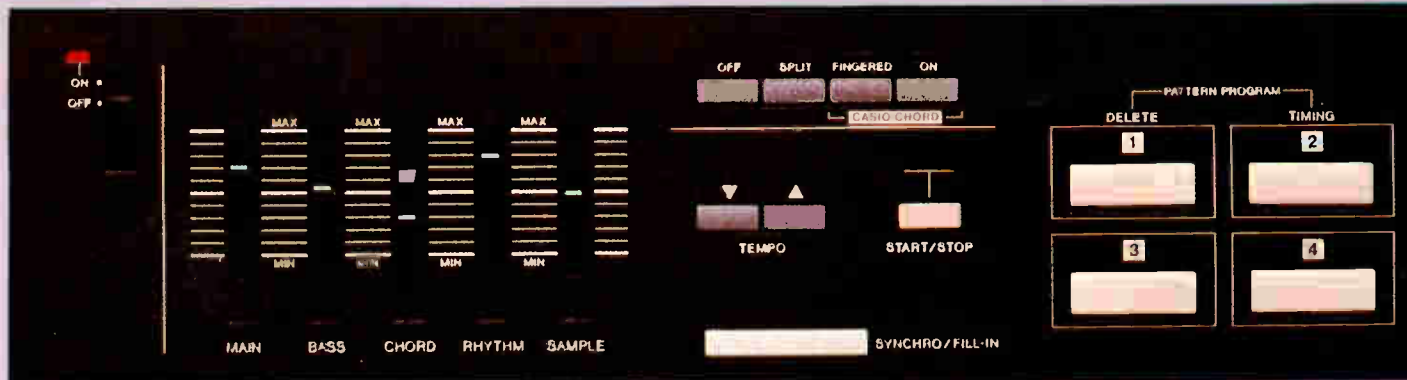 ON
OFF
MAX MAX MAX MAX
MIN MIN MIN MIN
MAIN BASS CHORD RHYTHM SAMPLE
OFF SPLIT FINGERED ON
CASIO CHORD
TEMPO
START/STOP
SYNCHRO/FILL-IN
PATTERN PROGRAM
DELETE TIMING
1 2
3 4